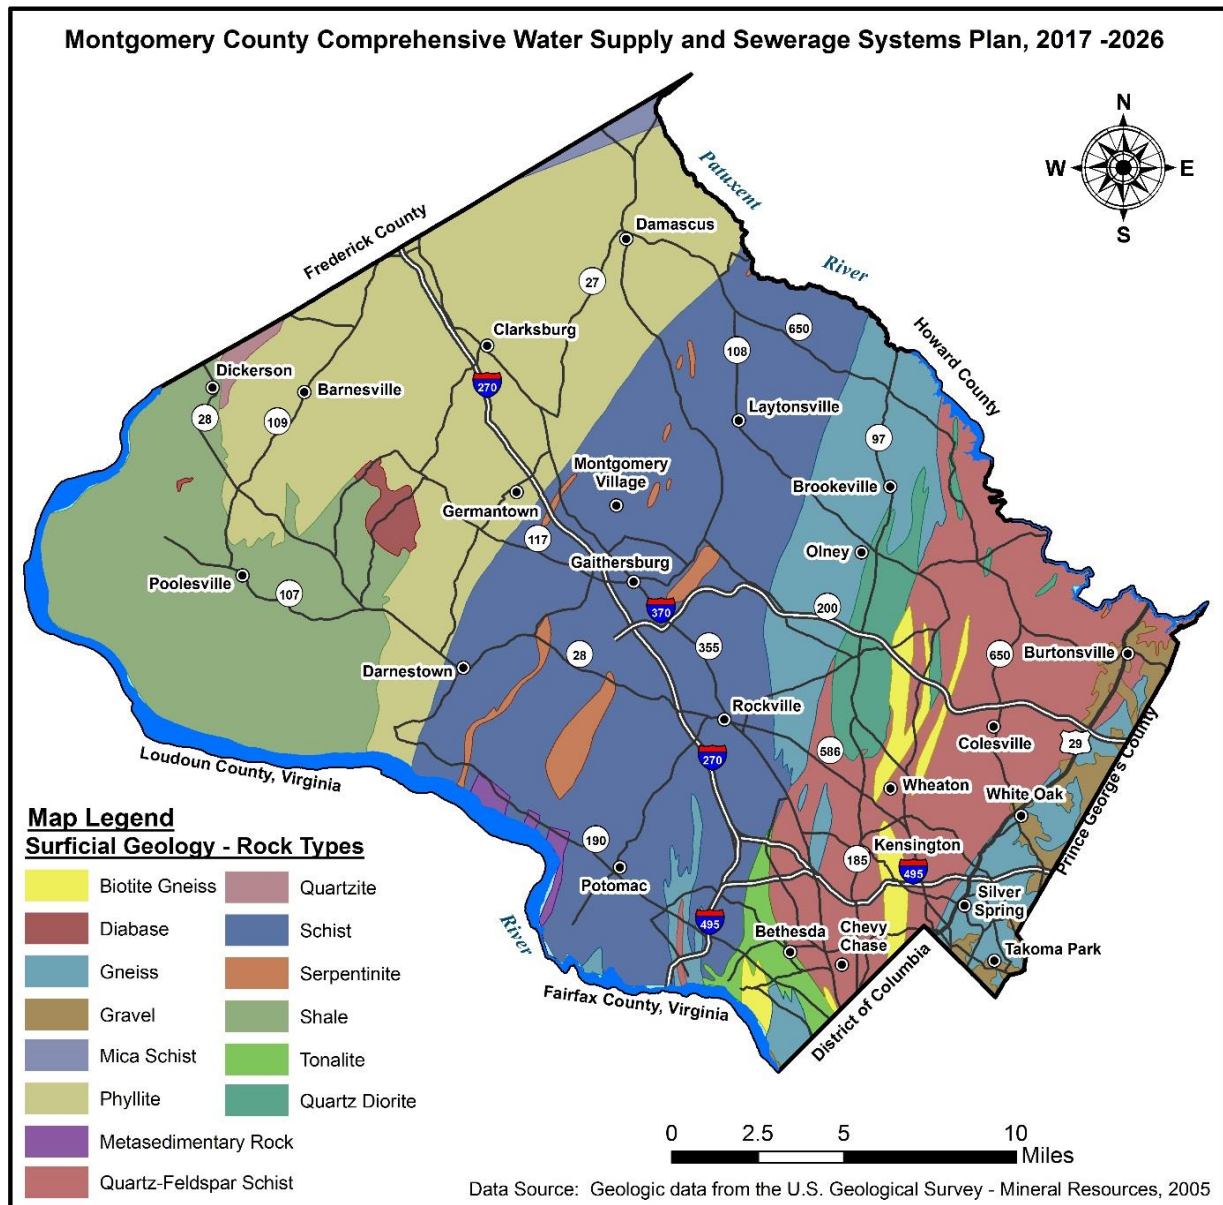 Montgomery County Comprehensive Water Supply and Sewerage Systems Plan, 2017 -2026
N
W E
S
Patuxent
River
Frederick County
Damascus
27
650
Howard County
Clarksburg
108
Dickerson
270
Barnesville
28
109
Laytonsville
97
Montgomery
Village
Brookeville
Germantown
117
Olney
Gaithersburg
Poolesville
107
370
200
28
355
650
Burtonsville
Darnestown
Rockville
Colesville
29
586
270
Prince George's County
Loudoun County, Virginia
Wheaton
White Oak
190
185
Kensington
495
Potomac
Silver
Spring
495
Bethesda
Chevy
Chase
River
Takoma Park
District of Columbia
Fairfax County, Virginia
Map Legend
Surficial Geology - Rock Types
Biotite Gneiss
Quartzite
Diabase
Schist
Gneiss
Serpentinite
Gravel
Shale
Mica Schist
Tonalite
Phyllite
Quartz Diorite
Metasedimentary Rock
Quartz-Feldspar Schist
0 2.5 5 10
Miles
Data Source: Geologic data from the U.S. Geological Survey - Mineral Resources, 2005